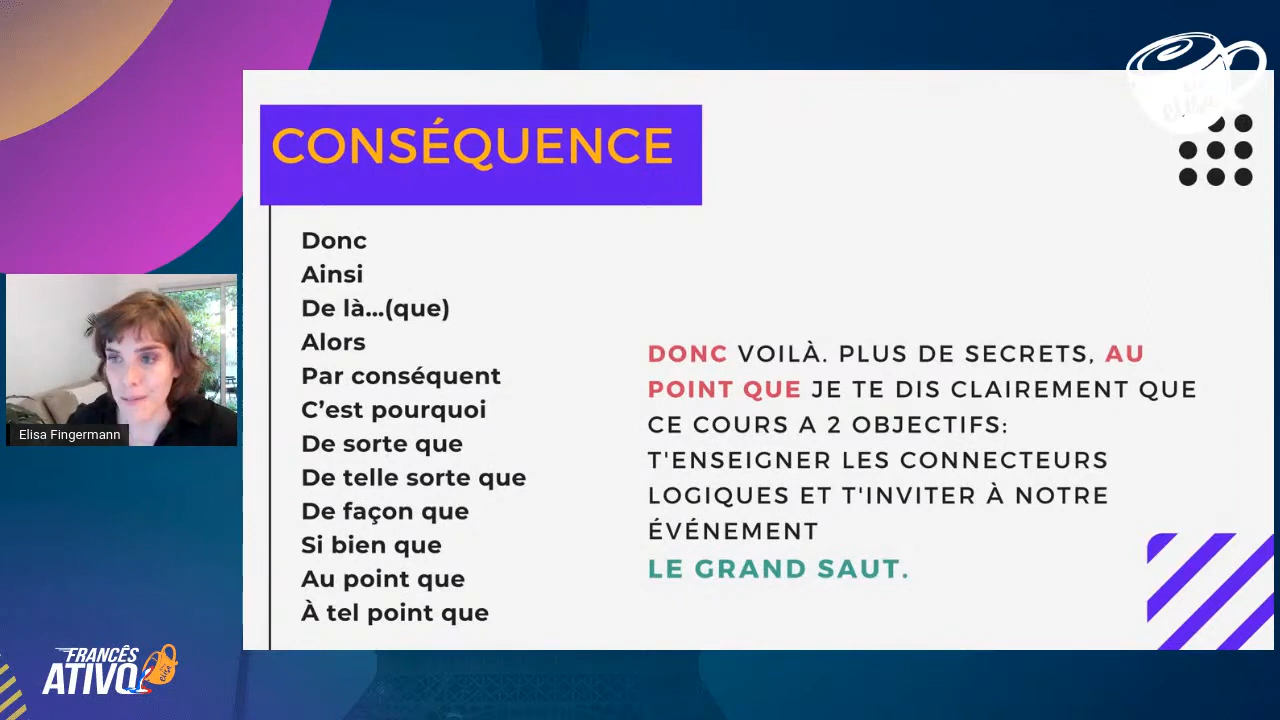 CONSÉQUENCE
Donc
Ainsi
De là...(que)
Alors
Par conséquent
C’est pourquoi
De sorte que
De telle sorte que
De façon que
Si bien que
Au point que
À tel point que
DONC VOILÀ. PLUS DE SECRETS, AU
POINT QUE JE TE DIS CLAIREMENT QUE
CE COURS A 2 OBJECTIFS:
T'ENSEIGNER LES CONNECTEURS
LOGIQUES ET T'INVITER À NOTRE
ÉVÉNEMENT
LE GRAND SAUT.
Elisa Fingermann
FRANCÊS
ATIVO